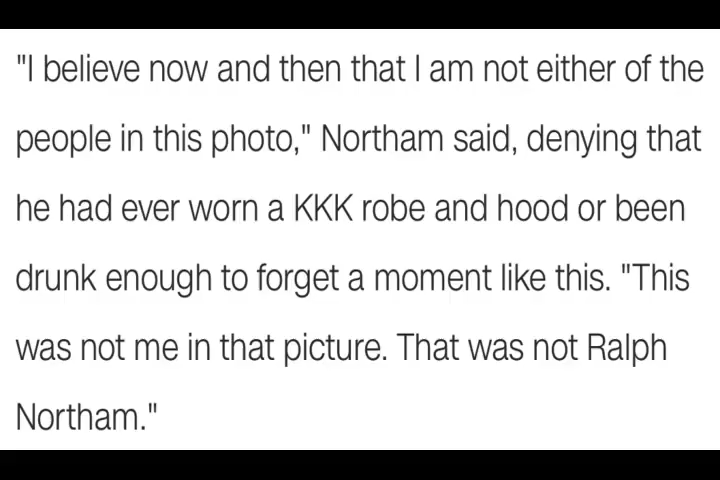 "I believe now and then that I am not either of the
people in this photo," Northam said, denying that
he had ever worn a KKK robe and hood or been
drunk enough to forget a moment like this. "This
was not me in that picture. That was not Ralph
Northam."